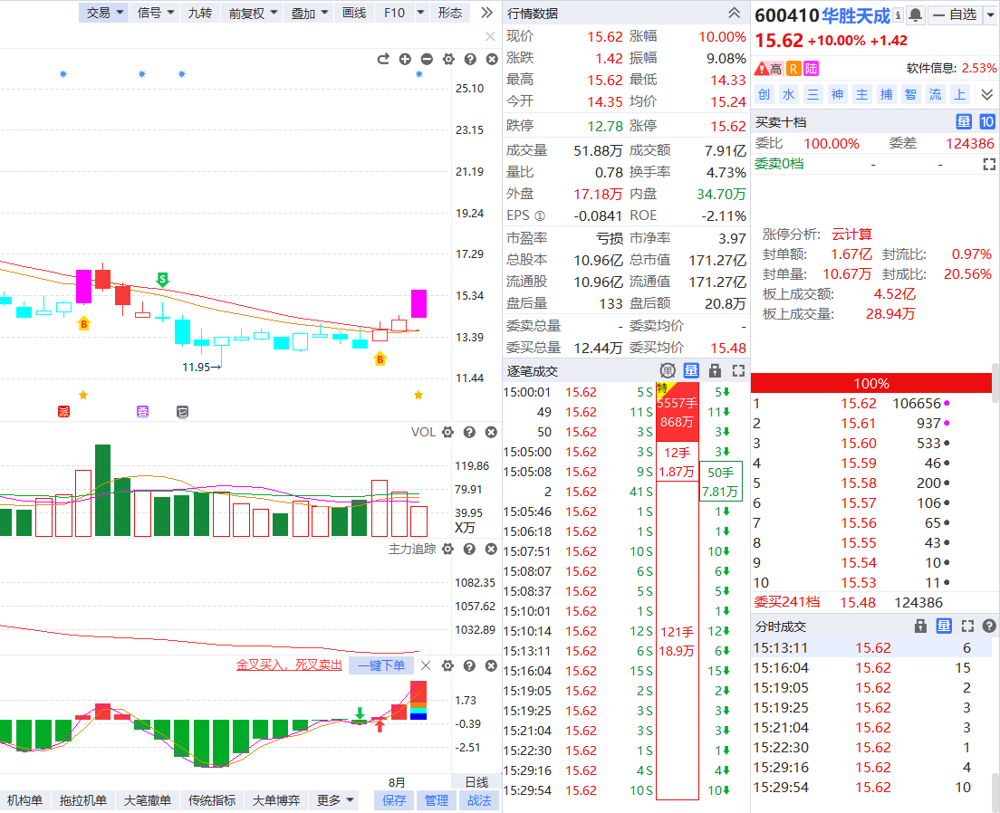 交易 信号 九转 前复权 叠加 画线 F10 形态
25.10
23.15
21.19
19.24
17.29
15.34
13.39
11.44
S
B
11.95→
B
派 叠 它
VOL
119.86
79.91
39.95
X万
主力追踪
1082.35
1057.62
1032.89
金叉买入，死叉卖出 一键下单
1.73
-0.39
-2.51
8月 日线
机构单 拖拉机单 大笔撤单 传统指标 大单博弈 更多 保存 管理 战法
行情数据
现价 15.62 涨幅 10.00%
涨跌 1.42 振幅 9.08%
最高 15.62 最低 14.33
今开 14.35 均价 15.24
跌停 12.78 涨停 15.62
成交量 51.88万 成交额 7.91亿
量比 0.78 换手率 4.73%
外盘 17.18万 内盘 34.70万
EPS ① -0.0841 ROE -2.11%
市盈率 亏损 市净率 3.97
总股本 10.96亿 总市值 171.27亿
流通股 10.96亿 流通值 171.27亿
盘后量 133 盘后额 20.8万
委卖总量 - 委卖均价 -
委买总量 12.44万 委买均价 15.48
逐笔成交 单 量
15:00:01 15.62 5 S 5
49 15.62 11 S 11
50 15.62 3 S 3
15:05:00 15.62 3 S 3
15:05:08 15.62 9 S
2 15.62 41 S
15:05:46 15.62 1 S 1
15:06:18 15.62 1 S 1
15:07:51 15.62 10 S 10
15:08:07 15.62 6 S 6
15:08:37 15.62 5 S 5
15:10:01 15.62 1 S 1
15:10:14 15.62 12 S 12
15:13:11 15.62 6 S 6
15:16:04 15.62 15 S 15
15:19:05 15.62 2 S 2
15:19:25 15.62 3 S 3
15:21:04 15.62 3 S 3
15:22:30 15.62 1 S 1
15:29:16 15.62 4 S 4
15:29:54 15.62 10 S 10
特
5557手
868万
12手
1.87万
50手
7.81万
121手
18.9万
600410 华胜天成 自选
15.62 +10.00% +1.42
高 R 陆 软件信息: 2.53%
创 水 三 神 主 捕 智 流 上
买卖十档 量 10
委比 100.00% 委差 124386
委卖0档 - -
涨停分析: 云计算
封单额: 1.67亿 封流比: 0.97%
封单量: 10.67万 封成比: 20.56%
板上成交额: 4.52亿
板上成交量: 28.94万
100%
1 15.62 106656
2 15.61 937
3 15.60 533
4 15.59 46
5 15.58 200
6 15.57 106
7 15.56 65
8 15.55 43
9 15.54 10
10 15.53 11
委买241档 15.48 124386
分时成交 量
15:13:11 15.62 6
15:16:04 15.62 15
15:19:05 15.62 2
15:19:25 15.62 3
15:21:04 15.62 3
15:22:30 15.62 1
15:29:16 15.62 4
15:29:54 15.62 10